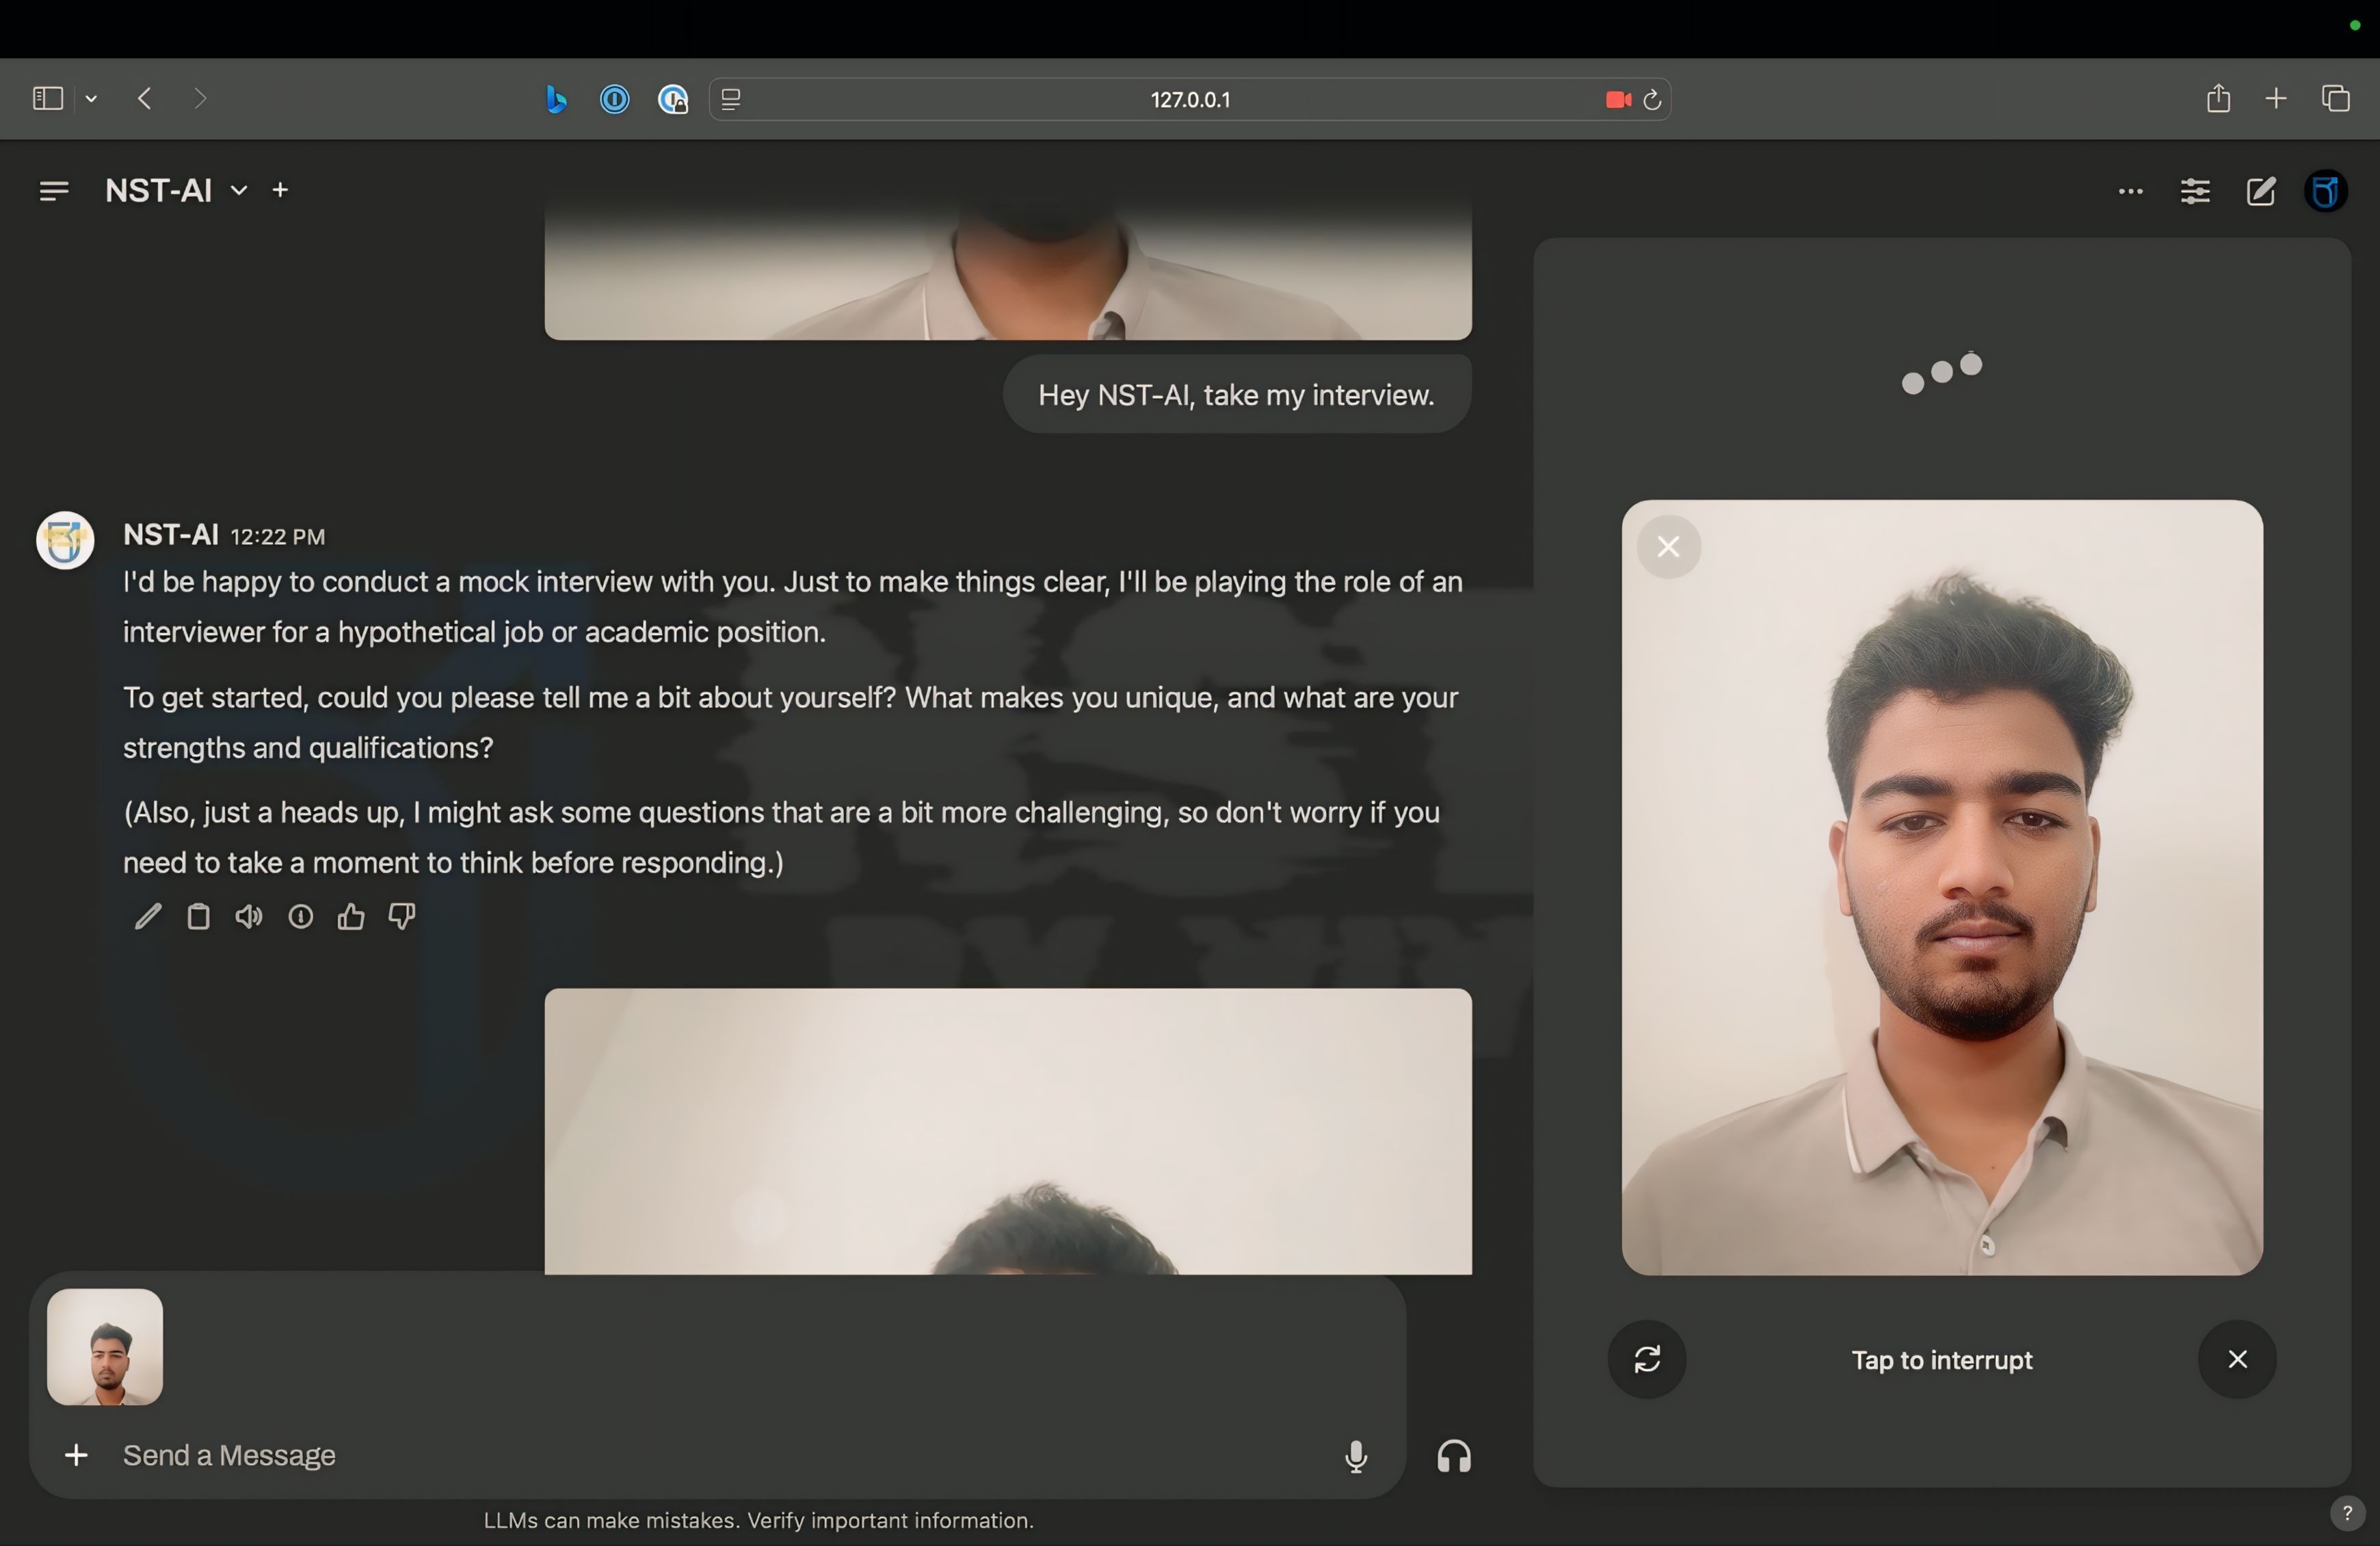 127.0.0.1
NST-AI
Hey NST-AI, take my interview.
NST-AI 12:22 PM
I'd be happy to conduct a mock interview with you. Just to make things clear, I'll be playing the role of an
interviewer for a hypothetical job or academic position.
To get started, could you please tell me a bit about yourself? What makes you unique, and what are your
strengths and qualifications?
(Also, just a heads up, I might ask some questions that are a bit more challenging, so don't worry if you
need to take a moment to think before responding.)
Tap to interrupt
Send a Message
LLMs can make mistakes. Verify important information.
?